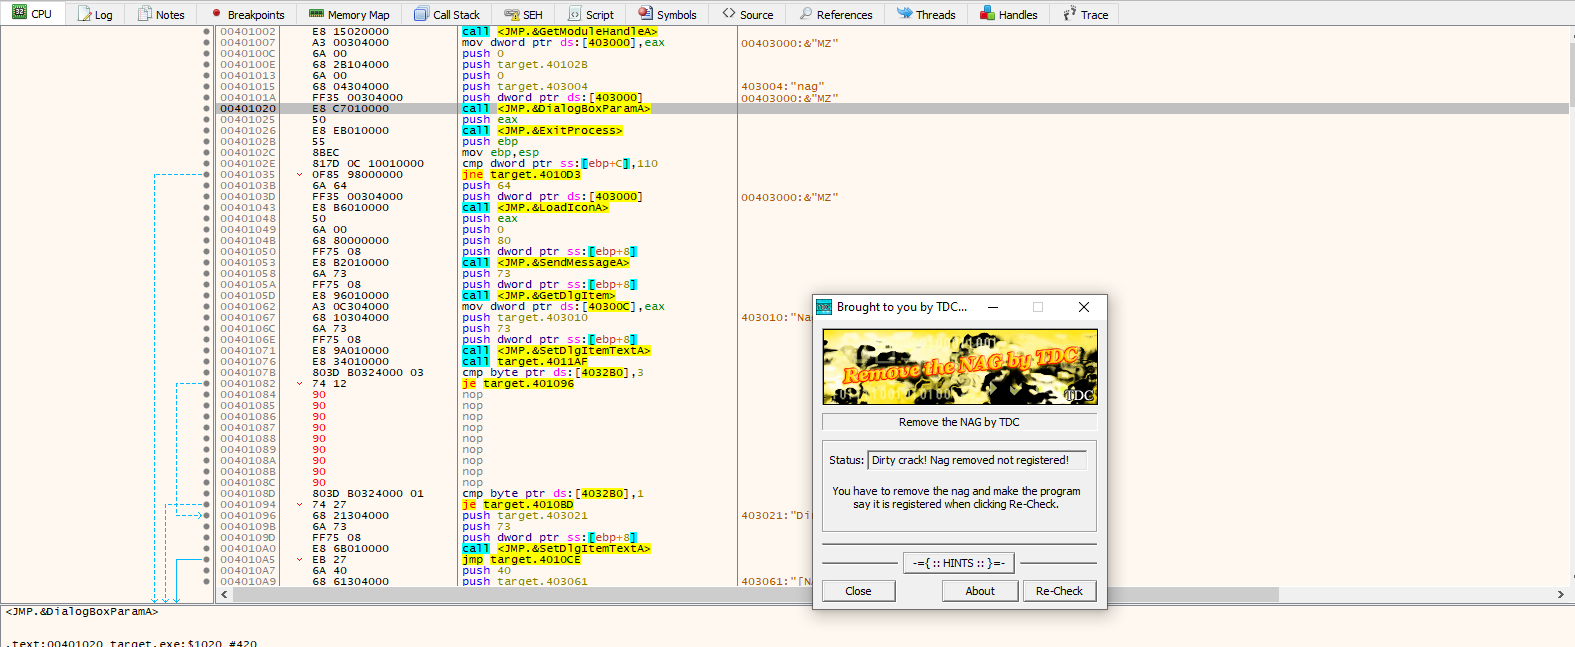 CPU Log Notes Breakpoints Memory Map Call Stack SEH Script Symbols <> Source References Threads Handles Trace
00401002 E8 15020000 call <JMP.&GetModuleHandleA>
00401007 A3 00304000 mov dword ptr ds:[403000],eax 00403000:&"MZ"
0040100C 6A 00 push 0
0040100E 68 2B104000 push target.40102B
00401013 6A 00 push 0
00401015 68 04304000 push target.403004 403004:"nag"
0040101A FF35 00304000 push dword ptr ds:[403000] 00403000:&"MZ"
00401020 E8 C7010000 call <JMP.&DialogBoxParamA>
00401025 50 push eax
00401026 E8 EB010000 call <JMP.&ExitProcess>
0040102B 55 push ebp
0040102C 8BEC mov ebp,esp
0040102E 817D 0C 10010000 cmp dword ptr ss:[ebp+C],110
00401035 0F85 98000000 jne target.4010D3
0040103B 6A 64 push 64
0040103D FF35 00304000 push dword ptr ds:[403000] 00403000:&"MZ"
00401043 E8 B6010000 call <JMP.&LoadIconA>
00401048 50 push eax
00401049 6A 00 push 0
0040104B 68 80000000 push 80
00401050 FF75 08 push dword ptr ss:[ebp+8]
00401053 E8 B2010000 call <JMP.&SendMessageA>
00401058 6A 73 push 73
0040105A FF75 08 push dword ptr ss:[ebp+8]
0040105D E8 96010000 call <JMP.&GetDlgItem>
00401062 A3 0C304000 mov dword ptr ds:[40300C],eax
00401067 68 10304000 push target.403010 403010:"Na
0040106C 6A 73 push 73
0040106E FF75 08 push dword ptr ss:[ebp+8]
00401071 E8 9A010000 call <JMP.&SetDlgItemTextA>
00401076 E8 34010000 call target.4011AF
0040107B 803D B0324000 03 cmp byte ptr ds:[4032B0],3
00401082 74 12 je target.401096
00401084 90 nop
00401085 90 nop
00401086 90 nop
00401087 90 nop
00401088 90 nop
00401089 90 nop
0040108A 90 nop
0040108B 90 nop
0040108C 90 nop
0040108D 803D B0324000 01 cmp byte ptr ds:[4032B0],1
00401094 74 27 je target.4010BD
00401096 68 21304000 push target.403021 403021:"Di
0040109B 6A 73 push 73
0040109D FF75 08 push dword ptr ss:[ebp+8]
004010A0 E8 6B010000 call <JMP.&SetDlgItemTextA>
004010A5 EB 27 jmp target.4010CE
004010A7 6A 40 push 40
004010A9 68 61304000 push target.403061 403061:"[N
<JMP.&DialogBoxParamA>
.text:00401020 target.exe:$1020 #420
Brought to you by TDC...
Remove the NAG by TDC
TDC
Remove the NAG by TDC
Status: Dirty crack! Nag removed not registered!
You have to remove the nag and make the program
say it is registered when clicking Re-Check.
-={ :: HINTS :: }=-
Close About Re-Check